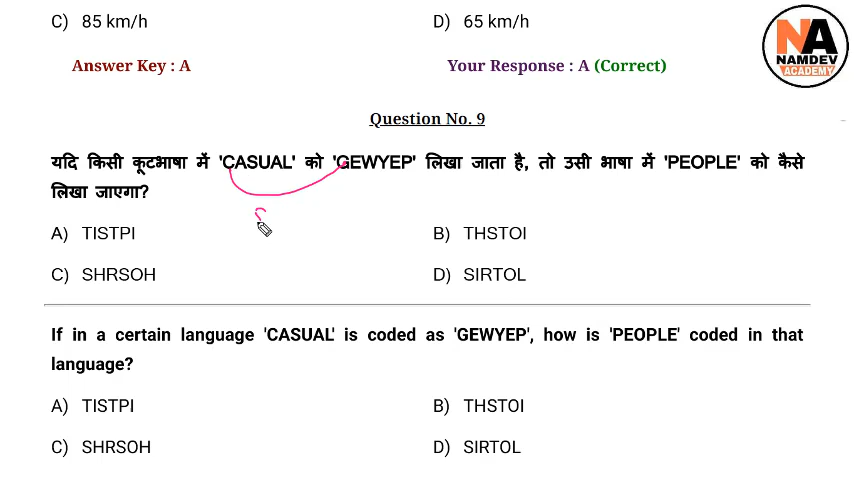 C) 85 km/h D) 65 km/h
Answer Key : A Your Response : A (Correct)
NA
NAMDEV
ACADEMY
Question No. 9
यदि किसी कूटभाषा में 'CASUAL' को 'GEWYEP' लिखा जाता है, तो उसी भाषा में 'PEOPLE' को कैसे
लिखा जाएगा?
A) TISTPI B) THSTOI
C) SHRSOH D) SIRTOL
If in a certain language 'CASUAL' is coded as 'GEWYEP', how is 'PEOPLE' coded in that
language?
A) TISTPI B) THSTOI
C) SHRSOH D) SIRTOL